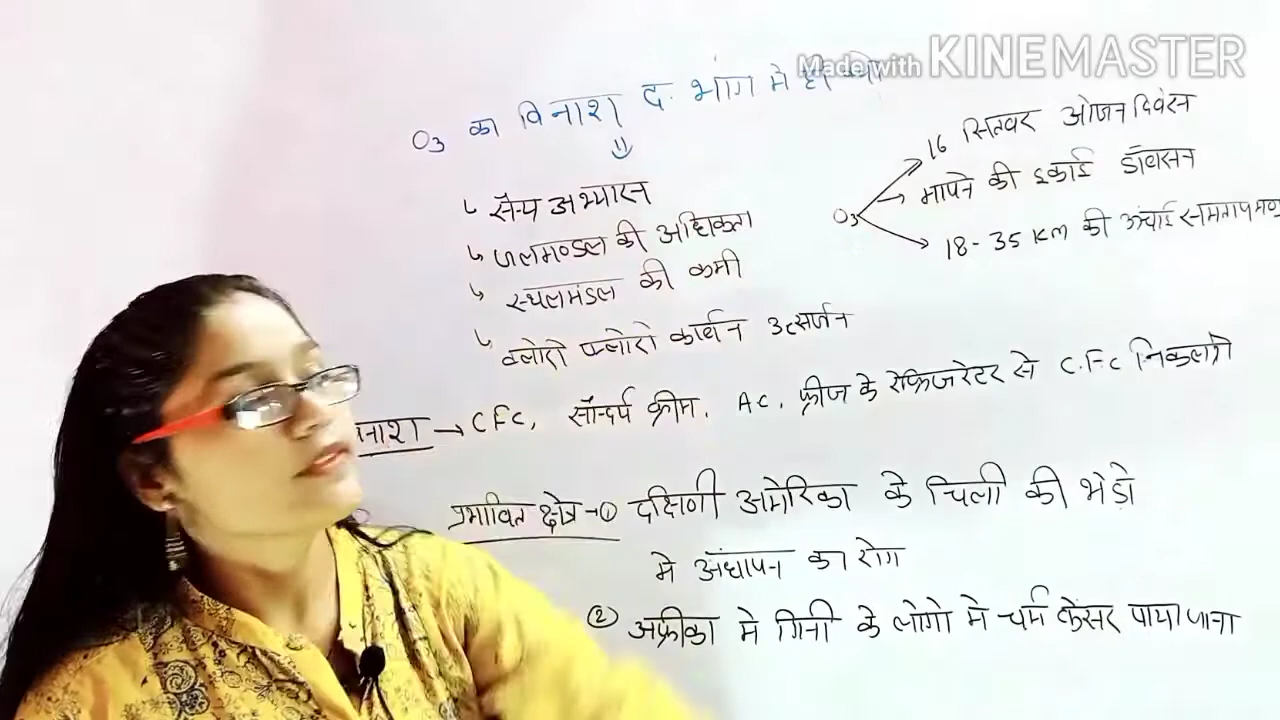 Made with KINEMASTER
O₃ का विनाश द. भांग मे ही
सैन्य अभ्यास
जलमण्डल की अधिकता
स्थलमंडल की कमी
क्लोरो फ्लोरो कार्बन उत्सर्जन
O₃
16 सितंबर ओजन दिवस
मापने की इकाई डॉबसन
18-35 KM की ऊंचाई समताप
→ CFC, सौन्दर्य क्रीम, AC, फ्रीज के रेफ्रिजरेटर से C.F.C
प्रभावित क्षेत्र → ① दक्षिणी अमेरिका के चिली की भेड़ो
मे अंधापन का रोग
② अफ्रीका मे गिनी के लोगो मे चर्म केंसर पाया जाना